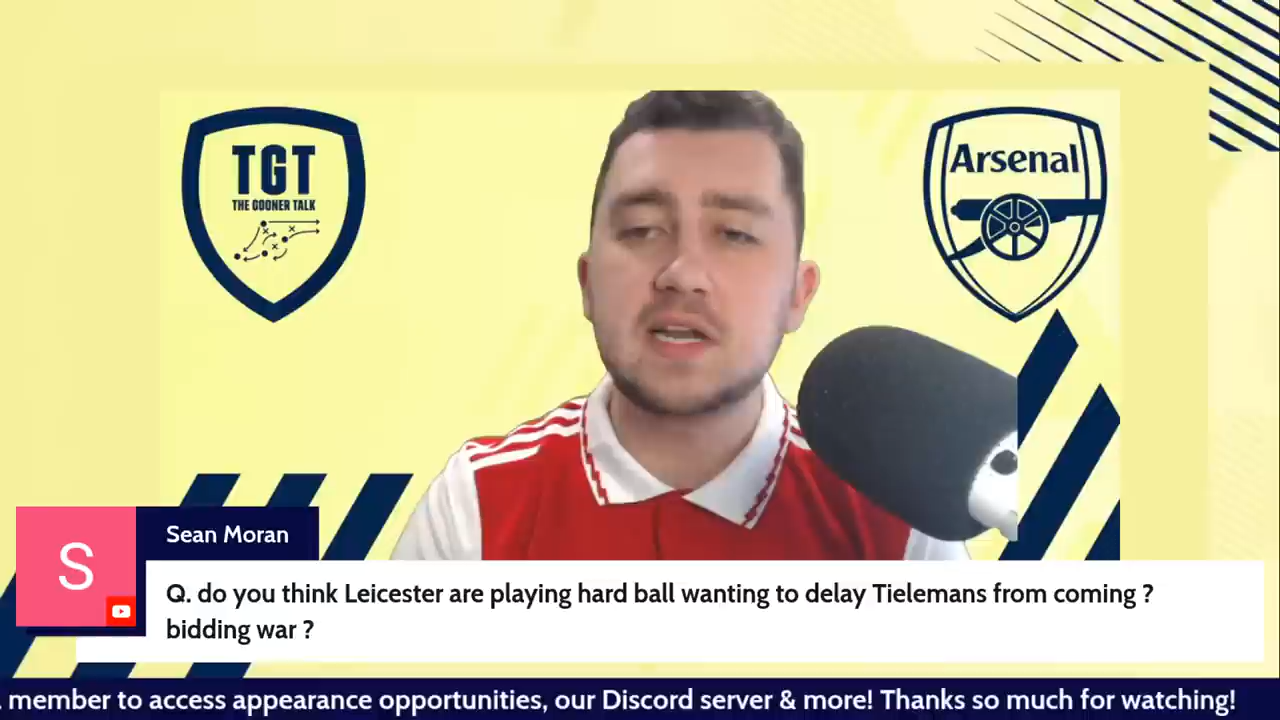 TGT
THE GOONER TALK
Arsenal
S
Sean Moran
Q. do you think Leicester are playing hard ball wanting to delay Tielemans from coming ?
bidding war ?
member to access appearance opportunities, our Discord server & more! Thanks so much for watching!